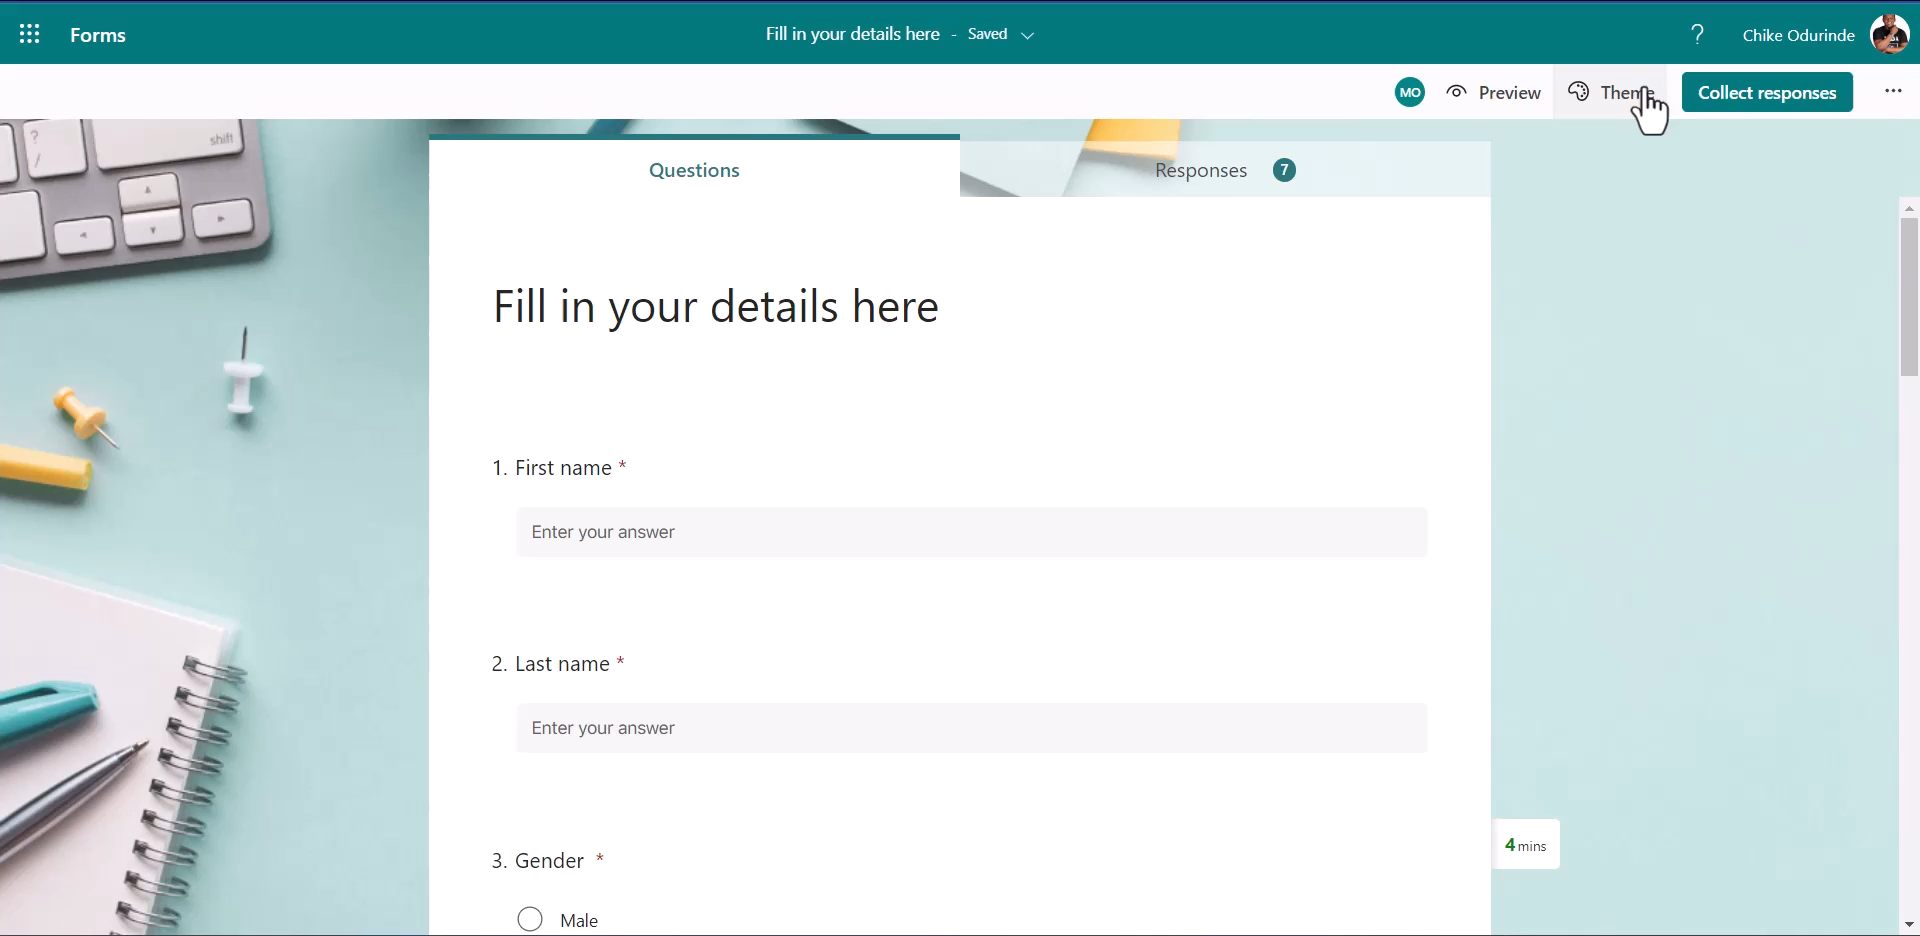 Forms
Fill in your details here - Saved
?
Chike Odurinde
MO
Preview
Theme
Collect responses
...
Questions
Responses 7
shift
?
/
Fill in your details here
1. First name *
Enter your answer
2. Last name *
Enter your answer
3. Gender *
Male
4 mins